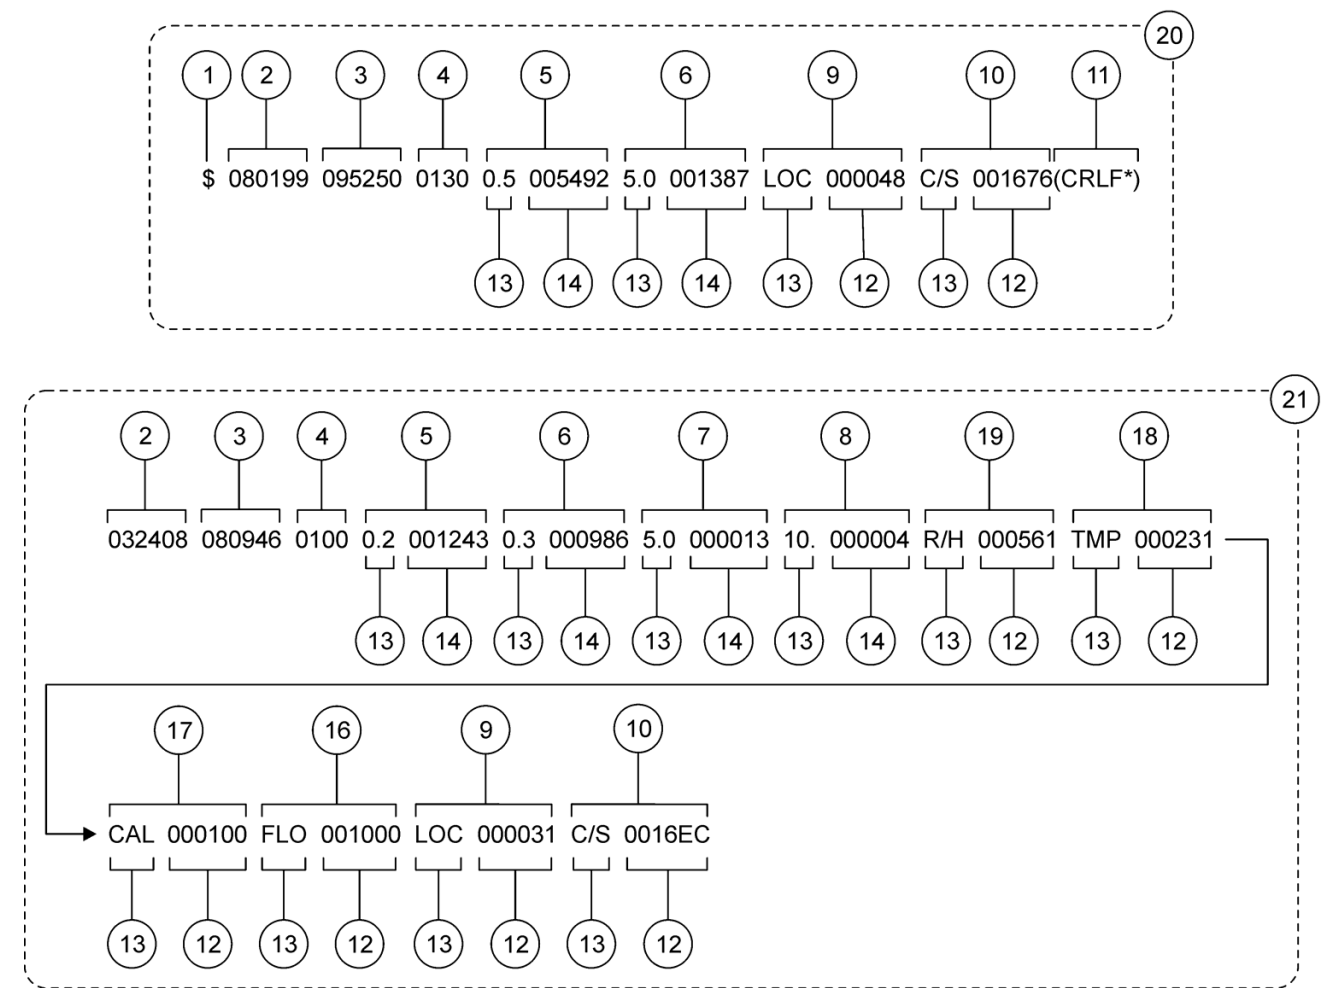 20
1 2 3 4 5 6 9 10 11
$ 080199 095250 0130 0.5 005492 5.0 001387 LOC 000048 C/S 001676(CRLF*)
13 14 13 14 13 12 13 12
21
2 3 4 5 6 7 8 19 18
032408 080946 0100 0.2 001243 0.3 000986 5.0 000013 10. 000004 R/H 000561 TMP 000231
13 14 13 14 13 14 13 14 13 12 13 12
17 16 9 10
CAL 000100 FLO 001000 LOC 000031 C/S 0016EC
13 12 13 12 13 12 13 12